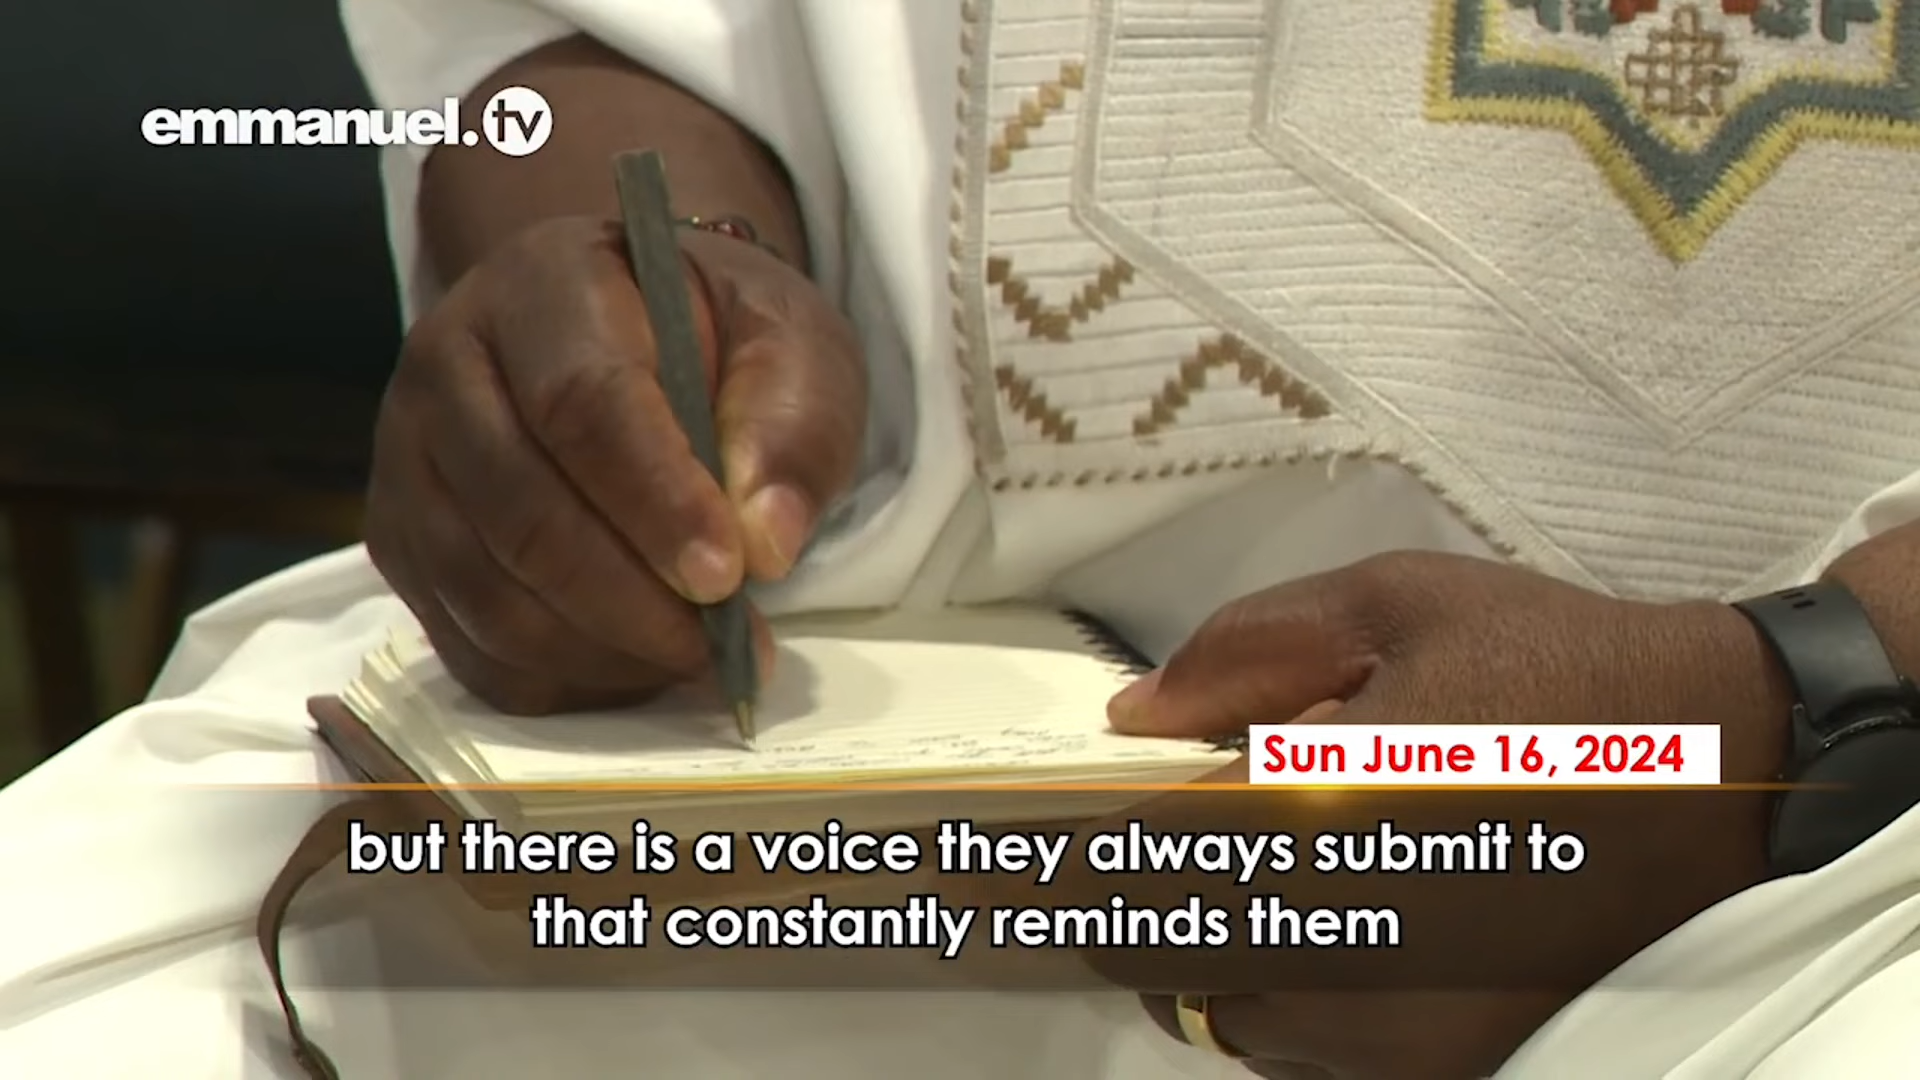 emmanuel.tv
Sun June 16, 2024
but there is a voice they always submit to
that constantly reminds them